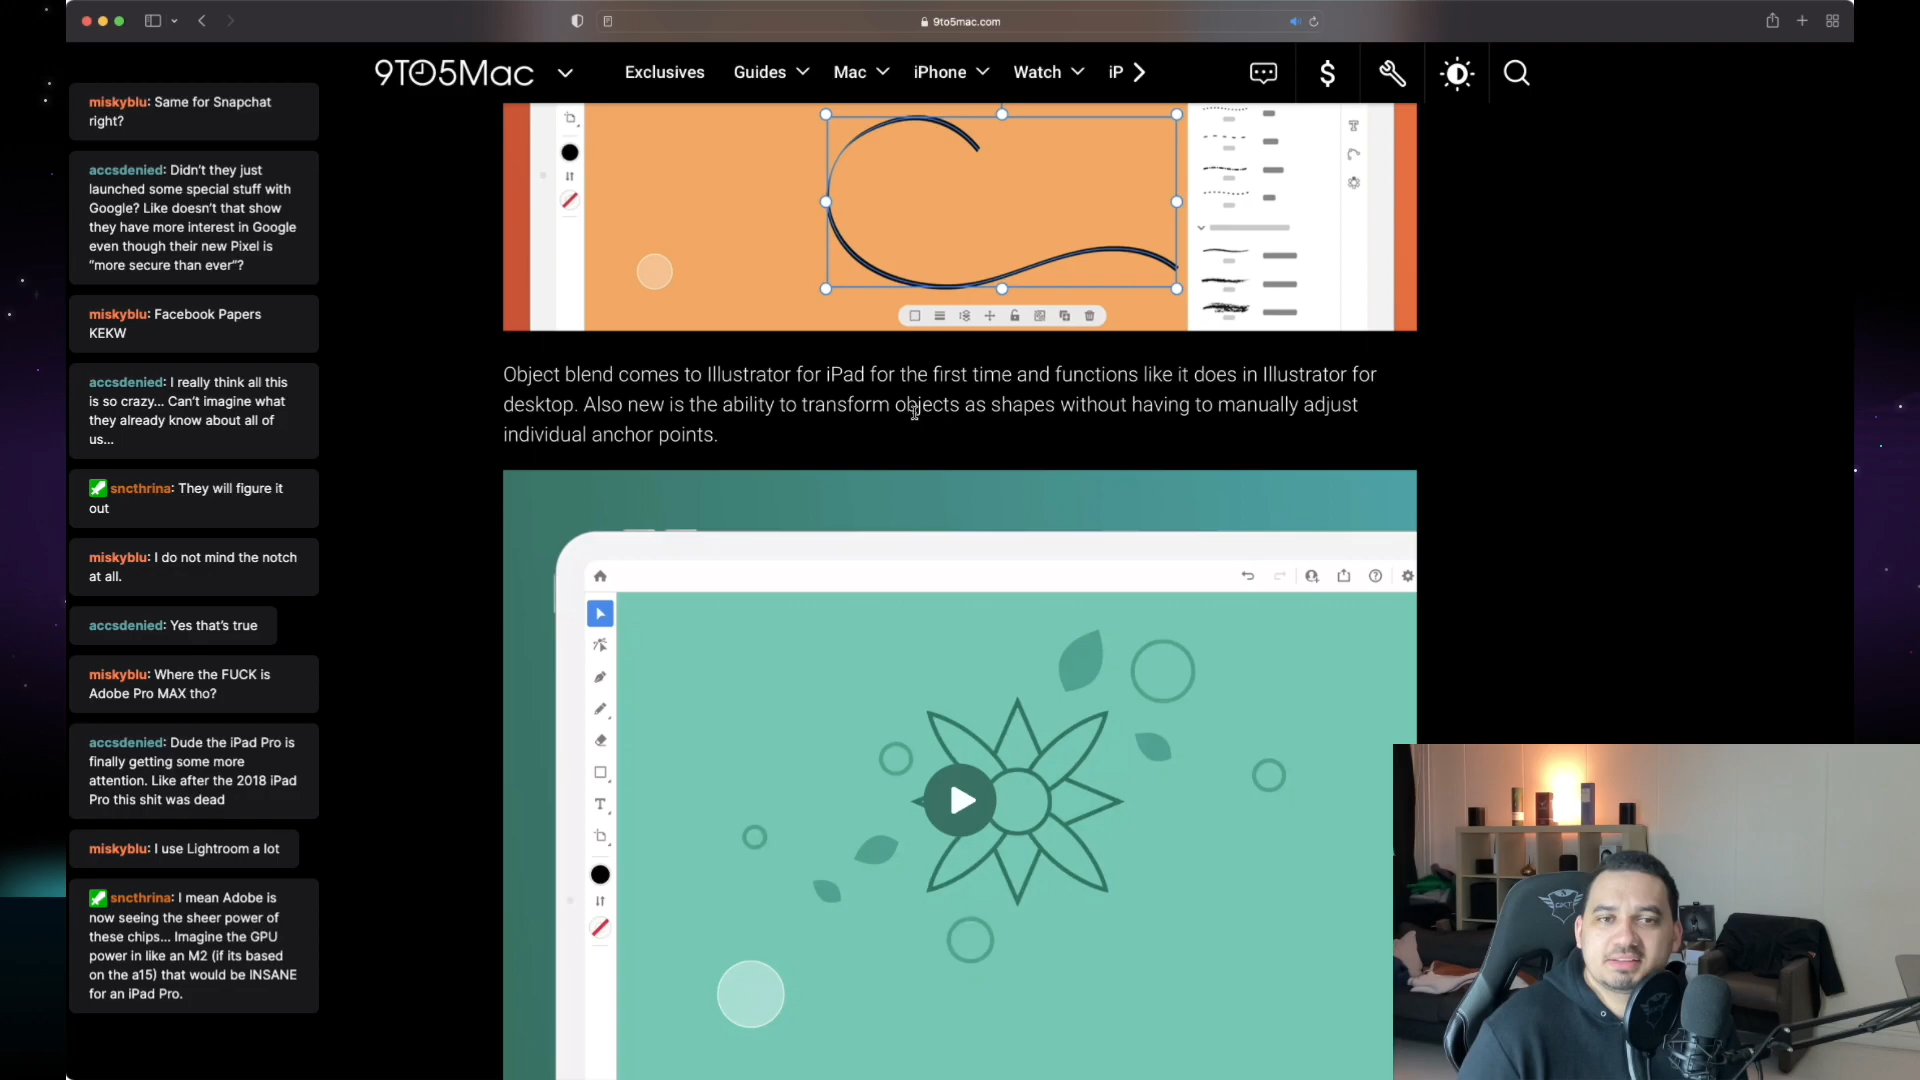 9to5mac.com
9TO5Mac
Exclusives
Guides
Mac
iPhone
Watch
iP
miskyblu: Same for Snapchat
right?
accsdenied: Didn’t they just
launched some special stuff with
Google? Like doesn’t that show
they have more interest in Google
even though their new Pixel is
“more secure than ever”?
miskyblu: Facebook Papers
KEKW
accsdenied: I really think all this
is so crazy... Can’t imagine what
they already know about all of
us...
sncthrina: They will figure it
out
miskyblu: I do not mind the notch
at all.
accsdenied: Yes that’s true
miskyblu: Where the FUCK is
Adobe Pro MAX tho?
accsdenied: Dude the iPad Pro is
finally getting some more
attention. Like after the 2018 iPad
Pro this shit was dead
miskyblu: I use Lightroom a lot
sncthrina: I mean Adobe is
now seeing the sheer power of
these chips... Imagine the GPU
power in like an M2 (if its based
on the a15) that would be INSANE
for an iPad Pro.
Object blend comes to Illustrator for iPad for the first time and functions like it does in Illustrator for
desktop. Also new is the ability to transform objects as shapes without having to manually adjust
individual anchor points.